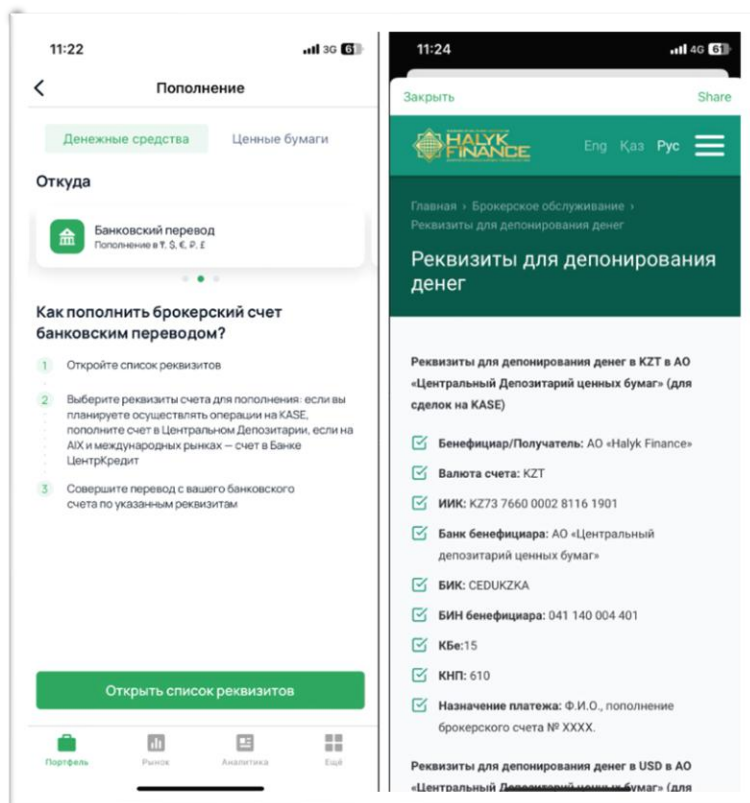 11:22
3G 61
Пополнение
Денежные средства
Ценные бумаги
Откуда
Банковский перевод
Пополнение в ₸, $, €, ₽, £
Как пополнить брокерский счет
банковским переводом?
1 Откройте список реквизитов
2 Выберите реквизиты счета для пополнения: если вы
планируете осуществлять операции на KASE,
пополните счет в Центральном Депозитарии, если на
AIX и международных рынках — счет в Банке
ЦентрКредит
3 Совершите перевод с вашего банковского
счета по указанным реквизитам
Открыть список реквизитов
Портфель
Рынок
Аналитика
Ещё
11:24
4G 61
Закрыть
Share
HALYK
FINANCE
Eng Қаз Рус
Главная › Брокерское обслуживание ›
Реквизиты для депонирования денег
Реквизиты для депонирования
денег
Реквизиты для депонирования денег в KZT в АО
«Центральный Депозитарий ценных бумаг» (для
сделок на KASE)
Бенефициар/Получатель: АО «Halyk Finance»
Валюта счета: KZT
ИИК: KZ73 7660 0002 8116 1901
Банк бенефициара: АО «Центральный
депозитарий ценных бумаг»
БИК: CEDUKZKA
БИН бенефициара: 041 140 004 401
КБе:15
КНП: 610
Назначение платежа: Ф.И.О., пополнение
брокерского счета № XXXX.
Реквизиты для депонирования денег в USD в АО
«Центральный Депозитарий ценных бумаг» (для